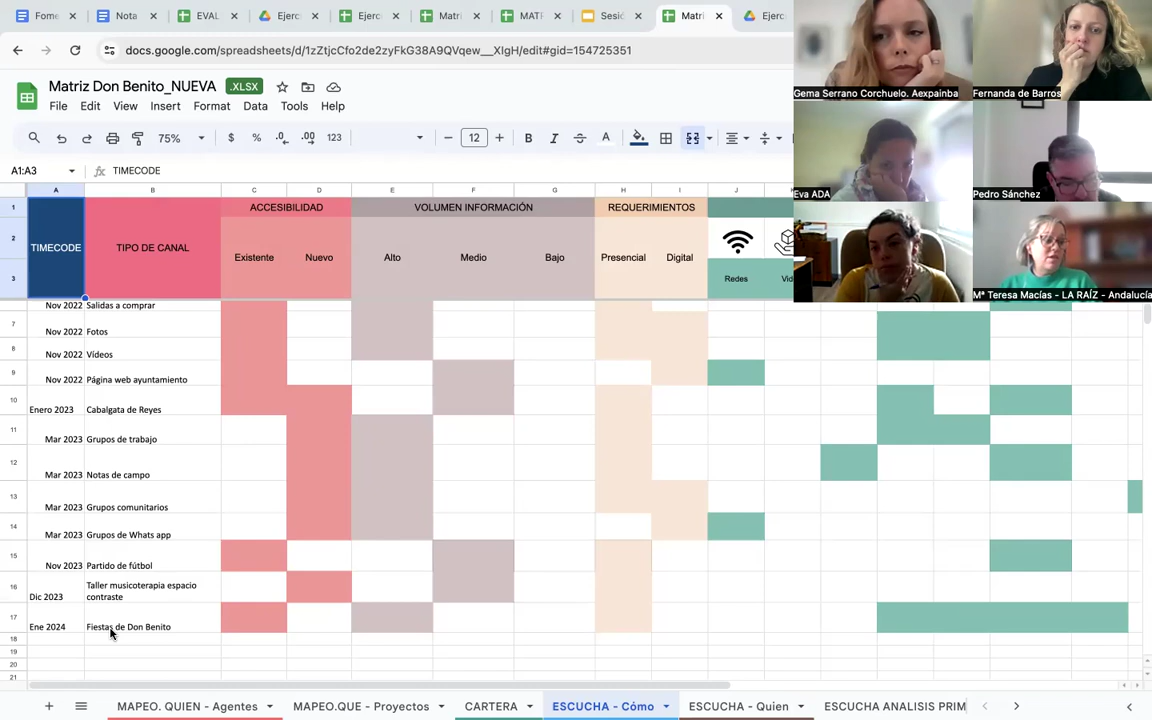 Fome
Nota
EVAL
Ejerc
Ejerc
Matri
MATR
Sesió
Matri
Ejerc
docs.google.com/spreadsheets/d/1zZtjcCfo2de2zyFkG38A9QVqew__XIgH/edit#gid=154725351
Matriz Don Benito_NUEVA .XLSX
File Edit View Insert Format Data Tools Help
75% $ % .0 .00 123 12 B I A
A1:A3 TIMECODE
A B C D E F G H I J
1 ACCESIBILIDAD VOLUMEN INFORMACIÓN REQUERIMIENTOS
2 TIMECODE TIPO DE CANAL Existente Nuevo Alto Medio Bajo Presencial Digital
3 Redes
Nov 2022 Salidas a comprar
7 Nov 2022 Fotos
8 Nov 2022 Vídeos
9 Nov 2022 Página web ayuntamiento
10 Enero 2023 Cabalgata de Reyes
11 Mar 2023 Grupos de trabajo
12 Mar 2023 Notas de campo
13 Mar 2023 Grupos comunitarios
14 Mar 2023 Grupos de Whats app
15 Nov 2023 Partido de fútbol
16 Dic 2023 Taller musicoterapia espacio
contraste
17 Ene 2024 Fiestas de Don Benito
18
19
20
21
MAPEO. QUIEN - Agentes MAPEO.QUE - Proyectos CARTERA ESCUCHA - Cómo ESCUCHA - Quien ESCUCHA ANALISIS PRIM
Gema Serrano Corchuelo. Aexpainba
Fernanda de Barros
Eva ADA
Pedro Sánchez
Mª Teresa Macías - LA RAÍZ - Andalucía